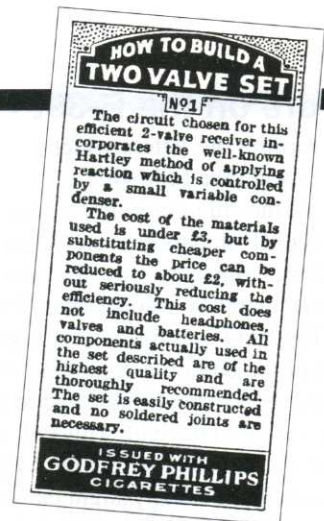 HOW TO BUILD A
TWO VALVE SET
Nº1
The circuit chosen for this
efficient 2-valve receiver in-
corporates the well-known
Hartley method of applying
reaction which is controlled
by a small variable con-
denser.
The cost of the materials
used is under £3, but by
substituting cheaper com-
ponents the price can be
reduced to about £2, with-
out seriously reducing the
efficiency. This cost does
not include headphones,
valves and batteries. All
components actually used in
the set described are of the
highest quality and are
thoroughly recommended.
The set is easily constructed
and no soldered joints are
necessary.
ISSUED WITH
GODFREY PHILLIPS
CIGARETTES